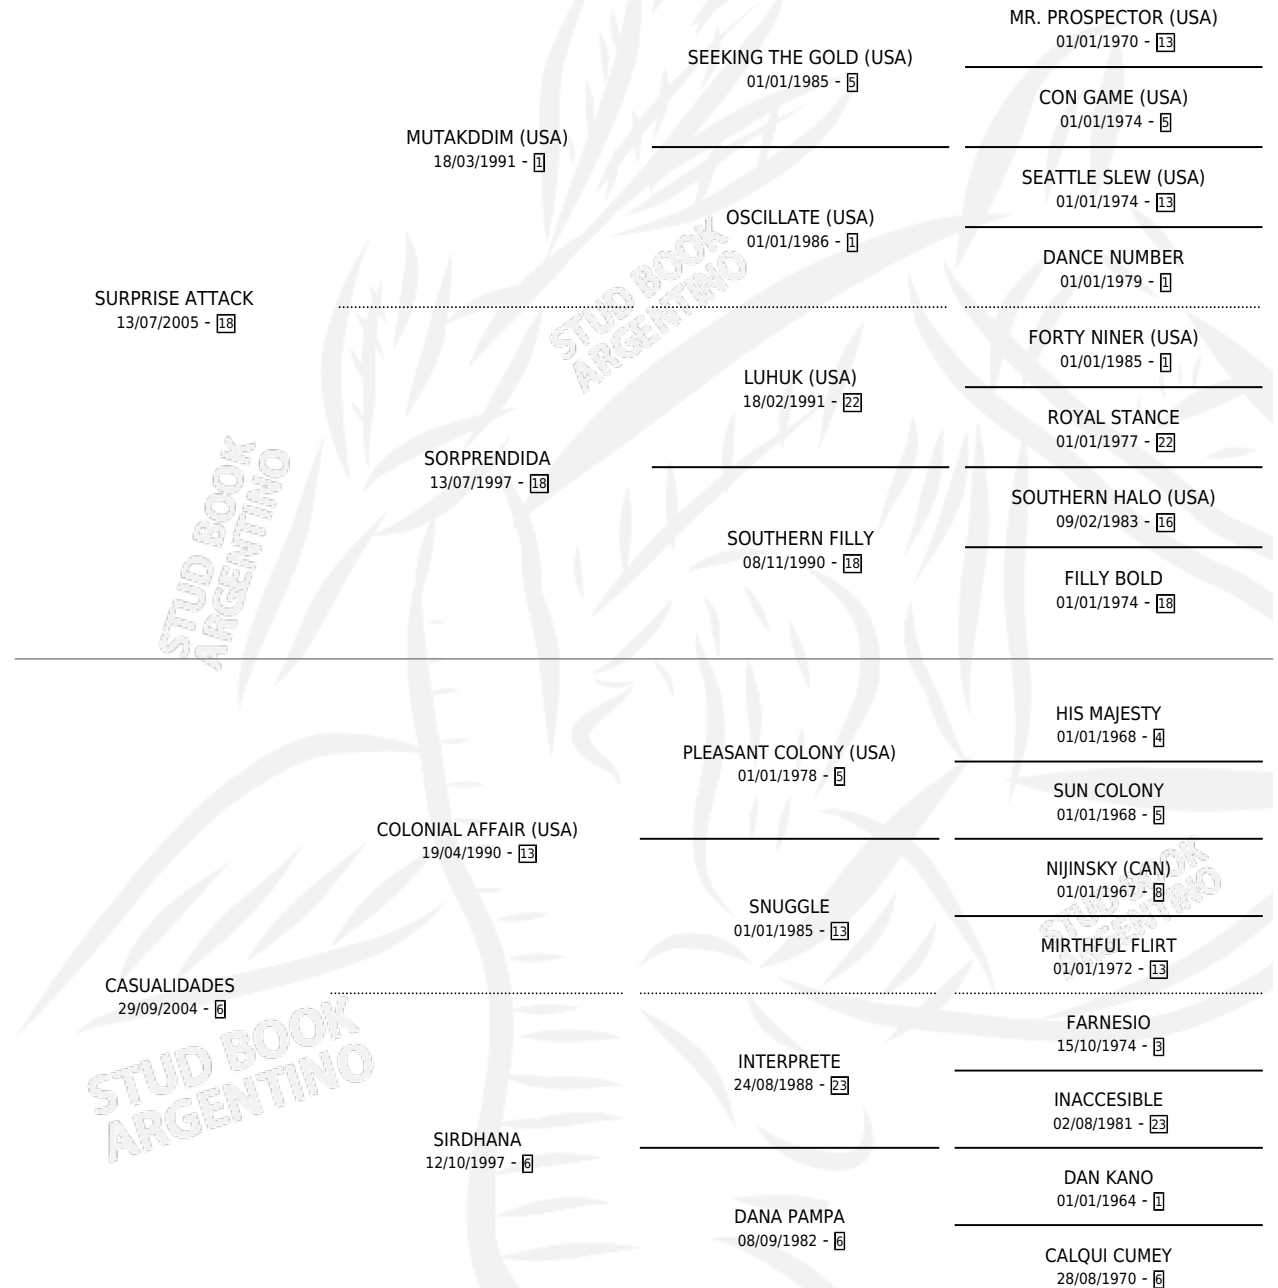 MR. PROSPECTOR (USA)
01/01/1970 - 13
SEEKING THE GOLD (USA)
01/01/1985 - 5
CON GAME (USA)
01/01/1974 - 5
MUTAKDDIM (USA)
18/03/1991 - 1
SEATTLE SLEW (USA)
01/01/1974 - 13
OSCILLATE (USA)
01/01/1986 - 1
DANCE NUMBER
01/01/1979 - 1
SURPRISE ATTACK
13/07/2005 - 18
STUD BOOK
ARGENTINO
FORTY NINER (USA)
01/01/1985 - 1
LUHUK (USA)
18/02/1991 - 22
ROYAL STANCE
01/01/1977 - 22
SORPRENDIDA
13/07/1997 - 18
SOUTHERN HALO (USA)
09/02/1983 - 16
SOUTHERN FILLY
08/11/1990 - 18
FILLY BOLD
01/01/1974 - 18
STUD BOOK
ARGENTINO
HIS MAJESTY
01/01/1968 - 4
PLEASANT COLONY (USA)
01/01/1978 - 5
SUN COLONY
01/01/1968 - 5
COLONIAL AFFAIR (USA)
19/04/1990 - 13
NIJINSKY (CAN)
01/01/1967 - 8
SNUGGLE
01/01/1985 - 13
MIRTHFUL FLIRT
01/01/1972 - 13
STUD BOOK
ARGENTINO
CASUALIDADES
29/09/2004 - 6
FARNESIO
15/10/1974 - 3
INTERPRETE
24/08/1988 - 23
INACCESIBLE
02/08/1981 - 23
STUD BOOK
ARGENTINO
SIRDHANA
12/10/1997 - 6
DAN KANO
01/01/1964 - 1
DANA PAMPA
08/09/1982 - 6
CALQUI CUMEY
28/08/1970 - 6